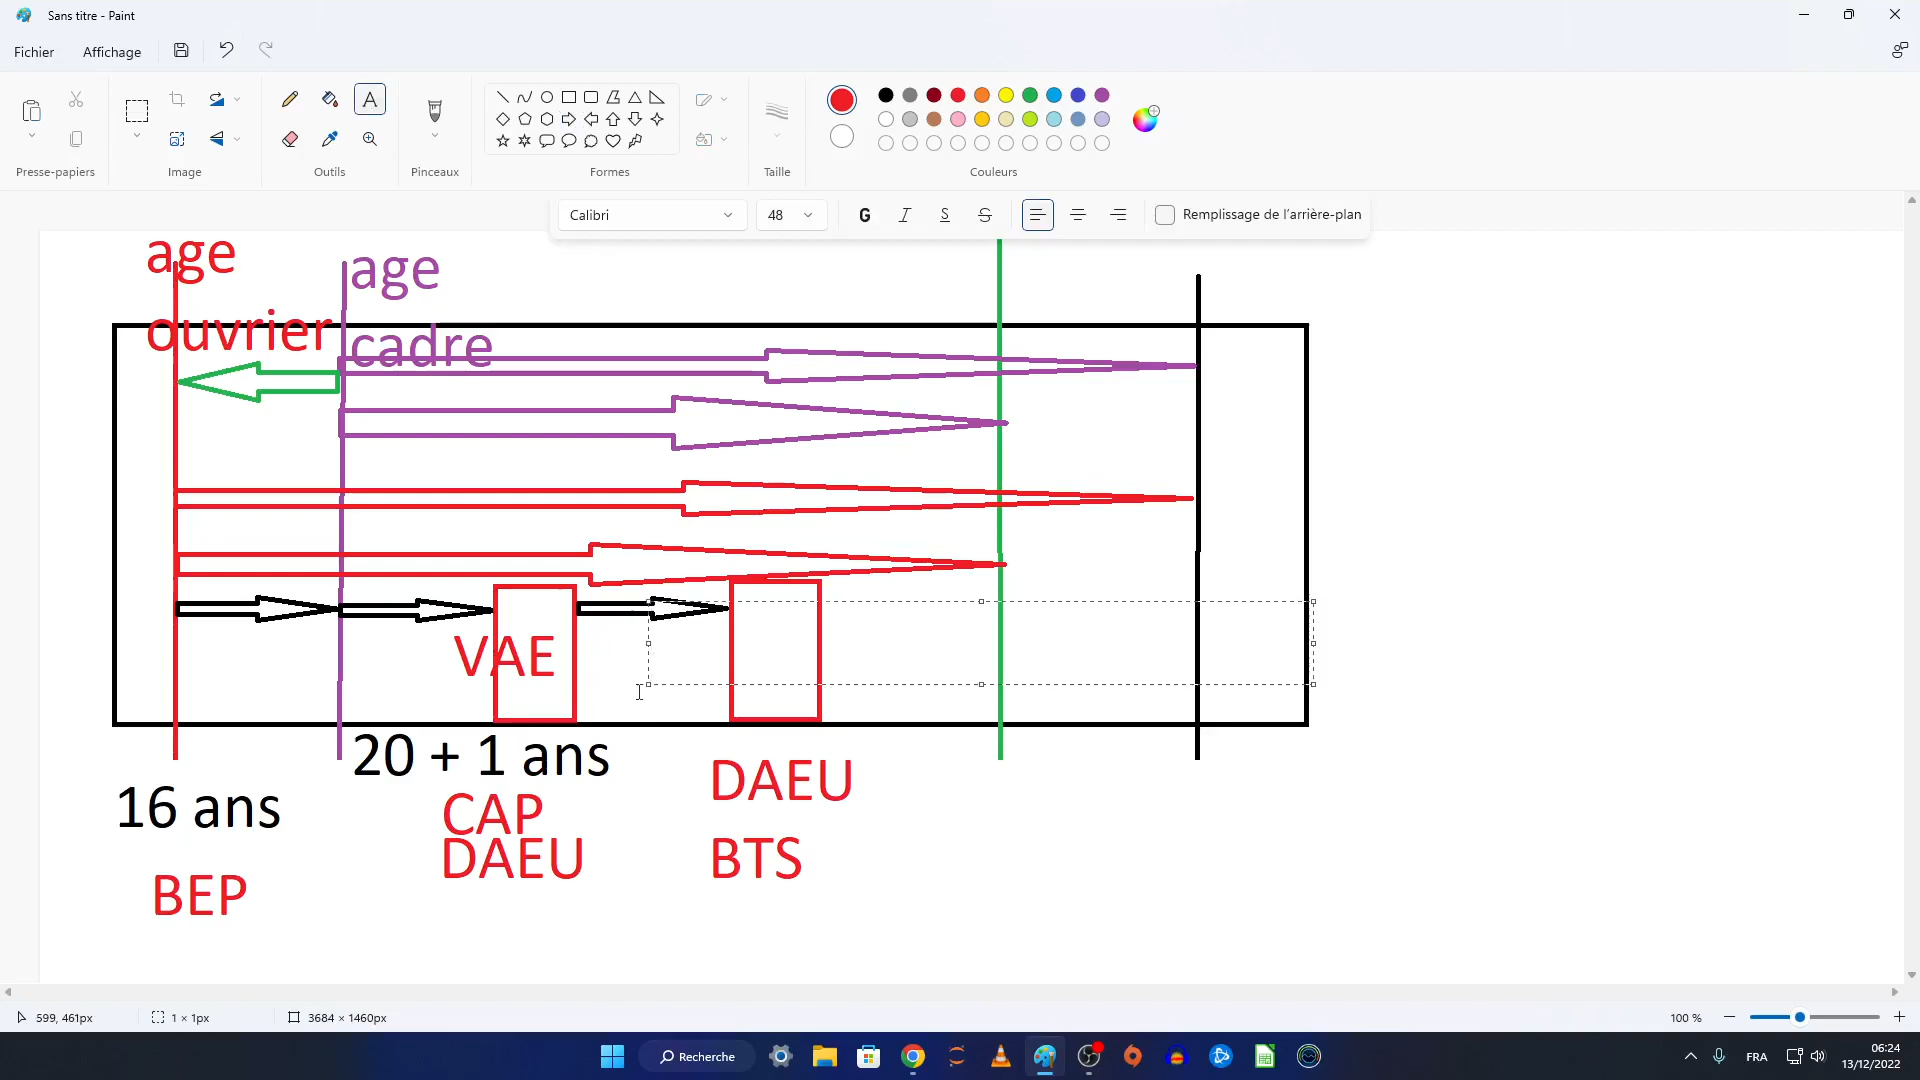 Sans titre - Paint
Fichier
Affichage
Presse-papiers
Image
Outils
Pinceaux
Formes
Taille
Couleurs
Calibri
48
G
I
S
S
Remplissage de l'arrière-plan
age
ouvrier
age
cadre
VAE
20 + 1 ans
16 ans
CAP
DAEU
DAEU
BTS
BEP
599, 461px
1 × 1px
3684 × 1460px
100 %
Recherche
FRA
06:24
13/12/2022